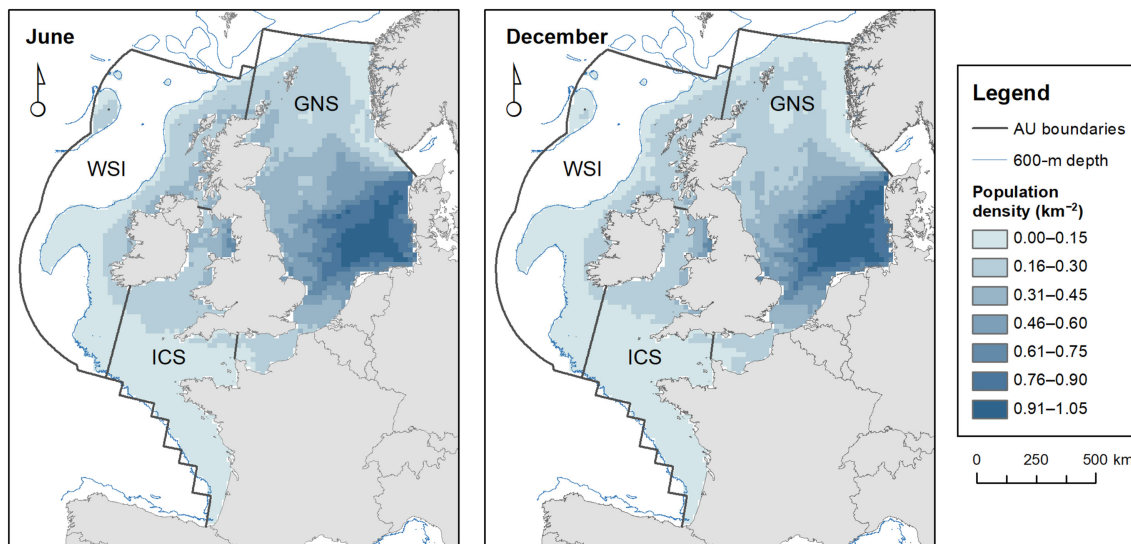 June
GNS
WSI
ICS
December
GNS
WSI
ICS
Legend
AU boundaries
600-m depth
Population
density (km⁻²)
0.00–0.15
0.16–0.30
0.31–0.45
0.46–0.60
0.61–0.75
0.76–0.90
0.91–1.05
0 250 500 km